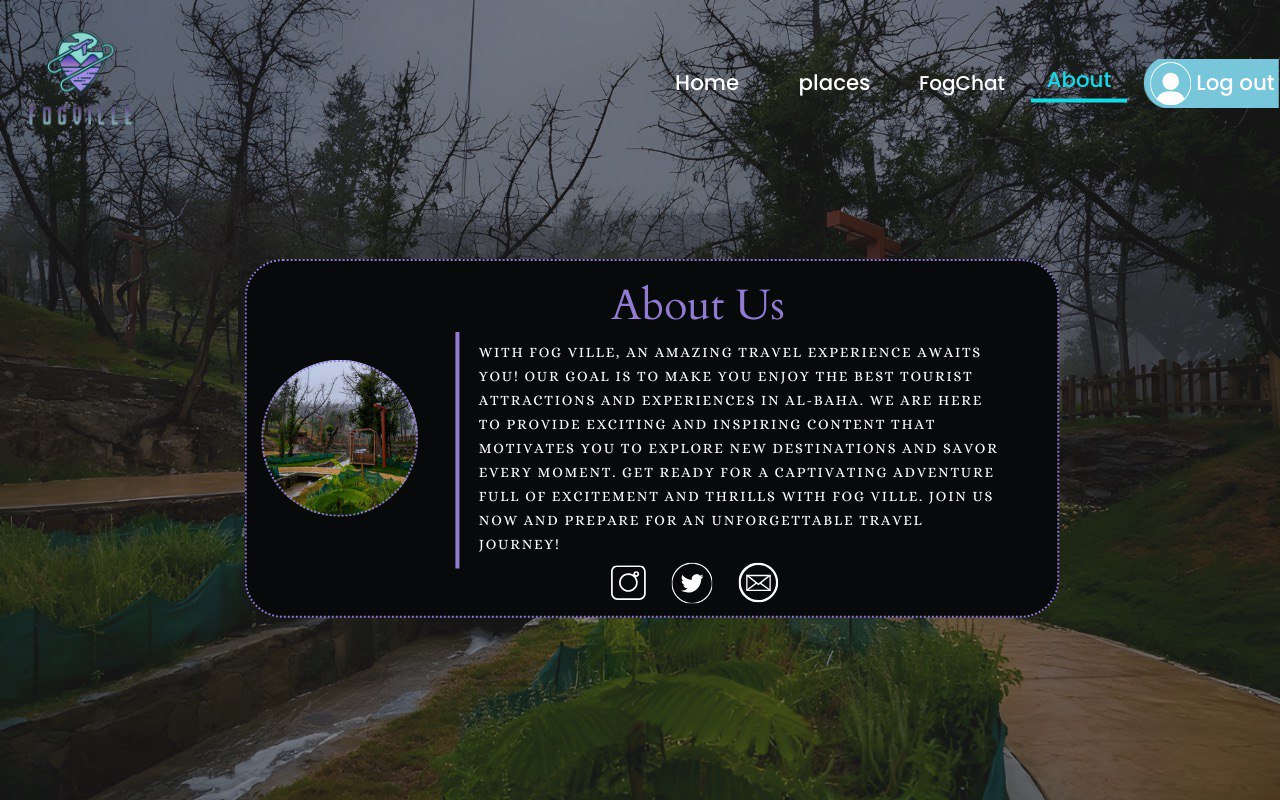 FOGVILLE
Home places FogChat About Log out
About Us
WITH FOG VILLE, AN AMAZING TRAVEL EXPERIENCE AWAITS
YOU! OUR GOAL IS TO MAKE YOU ENJOY THE BEST TOURIST
ATTRACTIONS AND EXPERIENCES IN AL-BAHA. WE ARE HERE
TO PROVIDE EXCITING AND INSPIRING CONTENT THAT
MOTIVATES YOU TO EXPLORE NEW DESTINATIONS AND SAVOR
EVERY MOMENT. GET READY FOR A CAPTIVATING ADVENTURE
FULL OF EXCITEMENT AND THRILLS WITH FOG VILLE. JOIN US
NOW AND PREPARE FOR AN UNFORGETTABLE TRAVEL
JOURNEY!